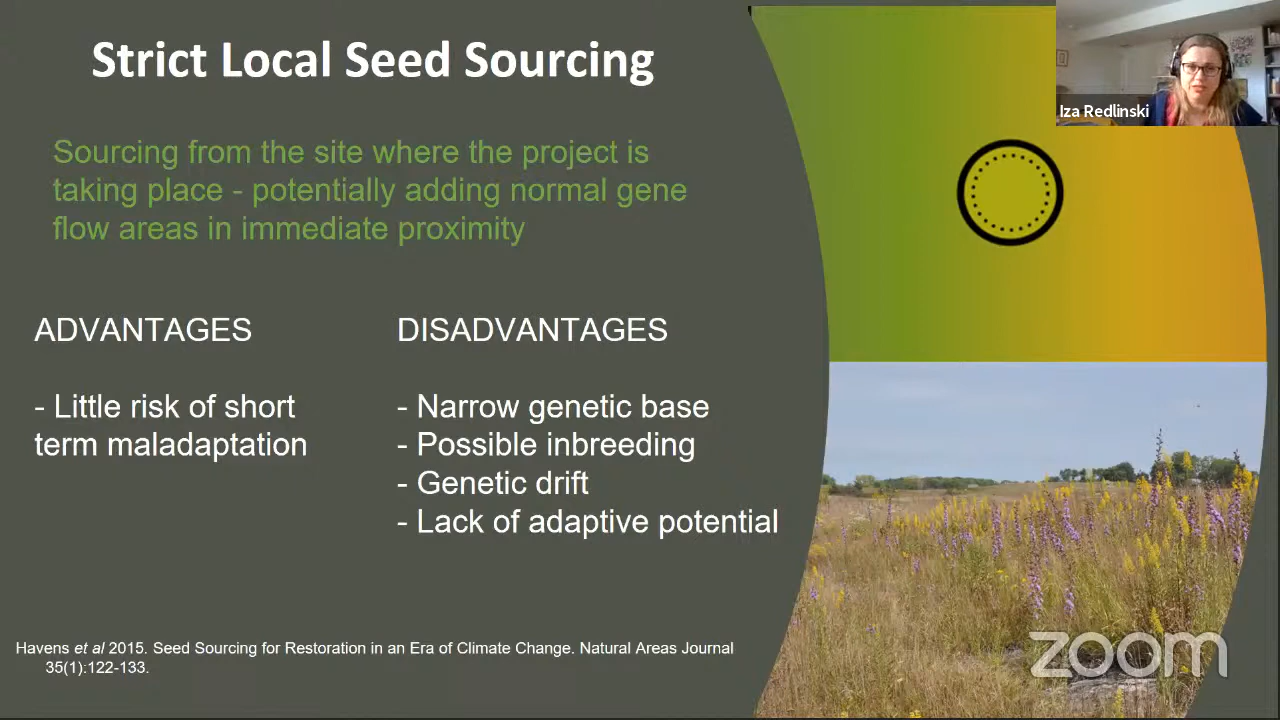 Strict Local Seed Sourcing
Iza Redlinski
Sourcing from the site where the project is
taking place - potentially adding normal gene
flow areas in immediate proximity
ADVANTAGES
- Little risk of short
term maladaptation
DISADVANTAGES
- Narrow genetic base
- Possible inbreeding
- Genetic drift
- Lack of adaptive potential
Havens et al 2015. Seed Sourcing for Restoration in an Era of Climate Change. Natural Areas Journal
35(1):122-133.
zoom